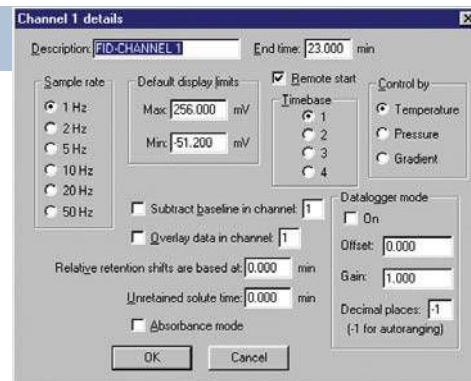 Channel 1 details
Description: FID-CHANNEL 1 End time: 23.000 min
Sample rate
1 Hz
2 Hz
5 Hz
10 Hz
20 Hz
50 Hz
Default display limits
Max: 256.000 mV
Min: -51.200 mV
Remote start
Timebase
1
2
3
4
Control by
Temperature
Pressure
Gradient
Subtract baseline in channel: 1
Overlay data in channel: 1
Relative retention shifts are based at: 0.000 min
Unretained solute time: 0.000 min
Absorbance mode
Datalogger mode
On
Offset: 0.000
Gain: 1.000
Decimal places: -1
(-1 for autoranging)
OK Cancel